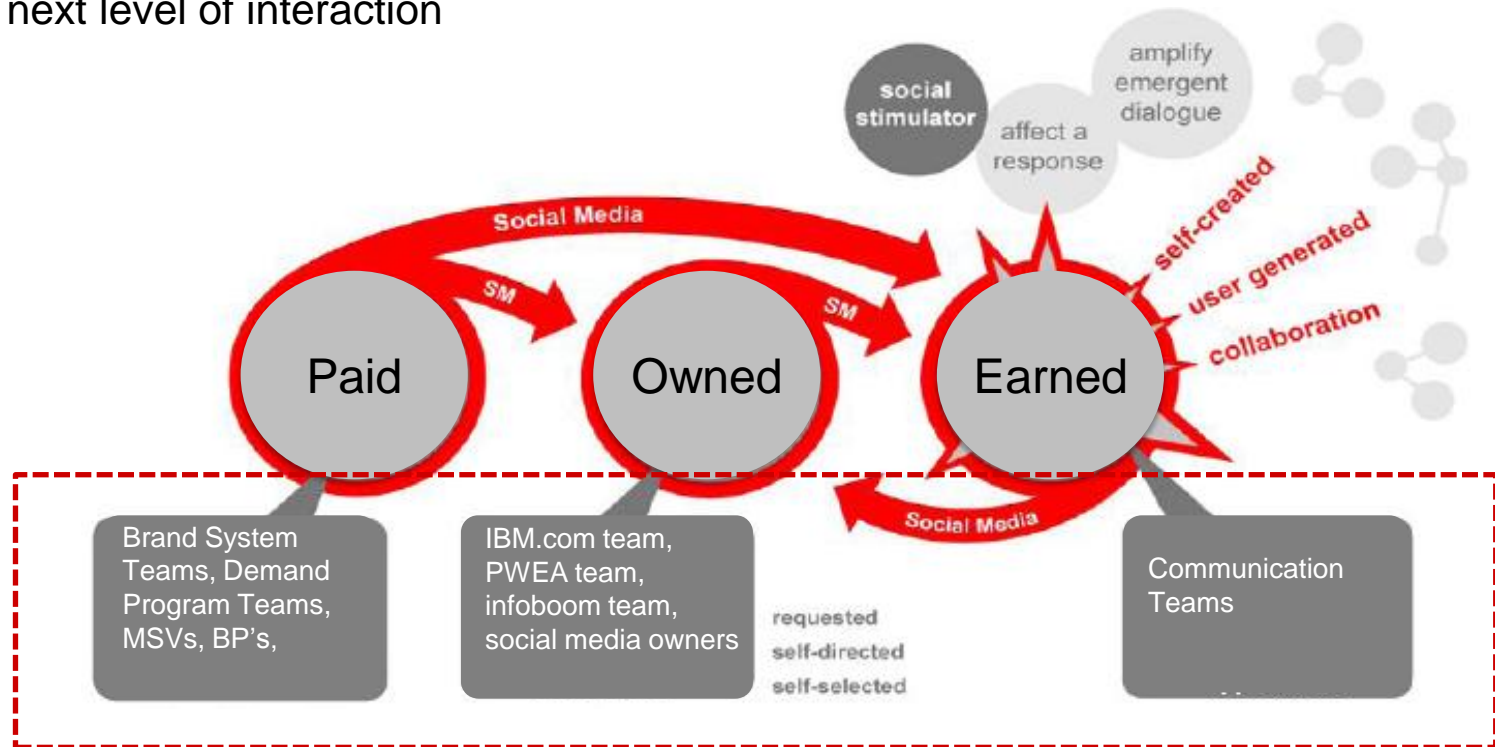 next level of interaction
social
stimulator
affect a
response
amplify
emergent
dialogue
Social Media
SM
SM
self-created
user generated
collaboration
Paid
Owned
Earned
Social Media
Brand System
Teams, Demand
Program Teams,
MSVs, BP's,
IBM.com team,
PWEA team,
infoboom team,
social media owners
requested
self-directed
self-selected
Communication
Teams